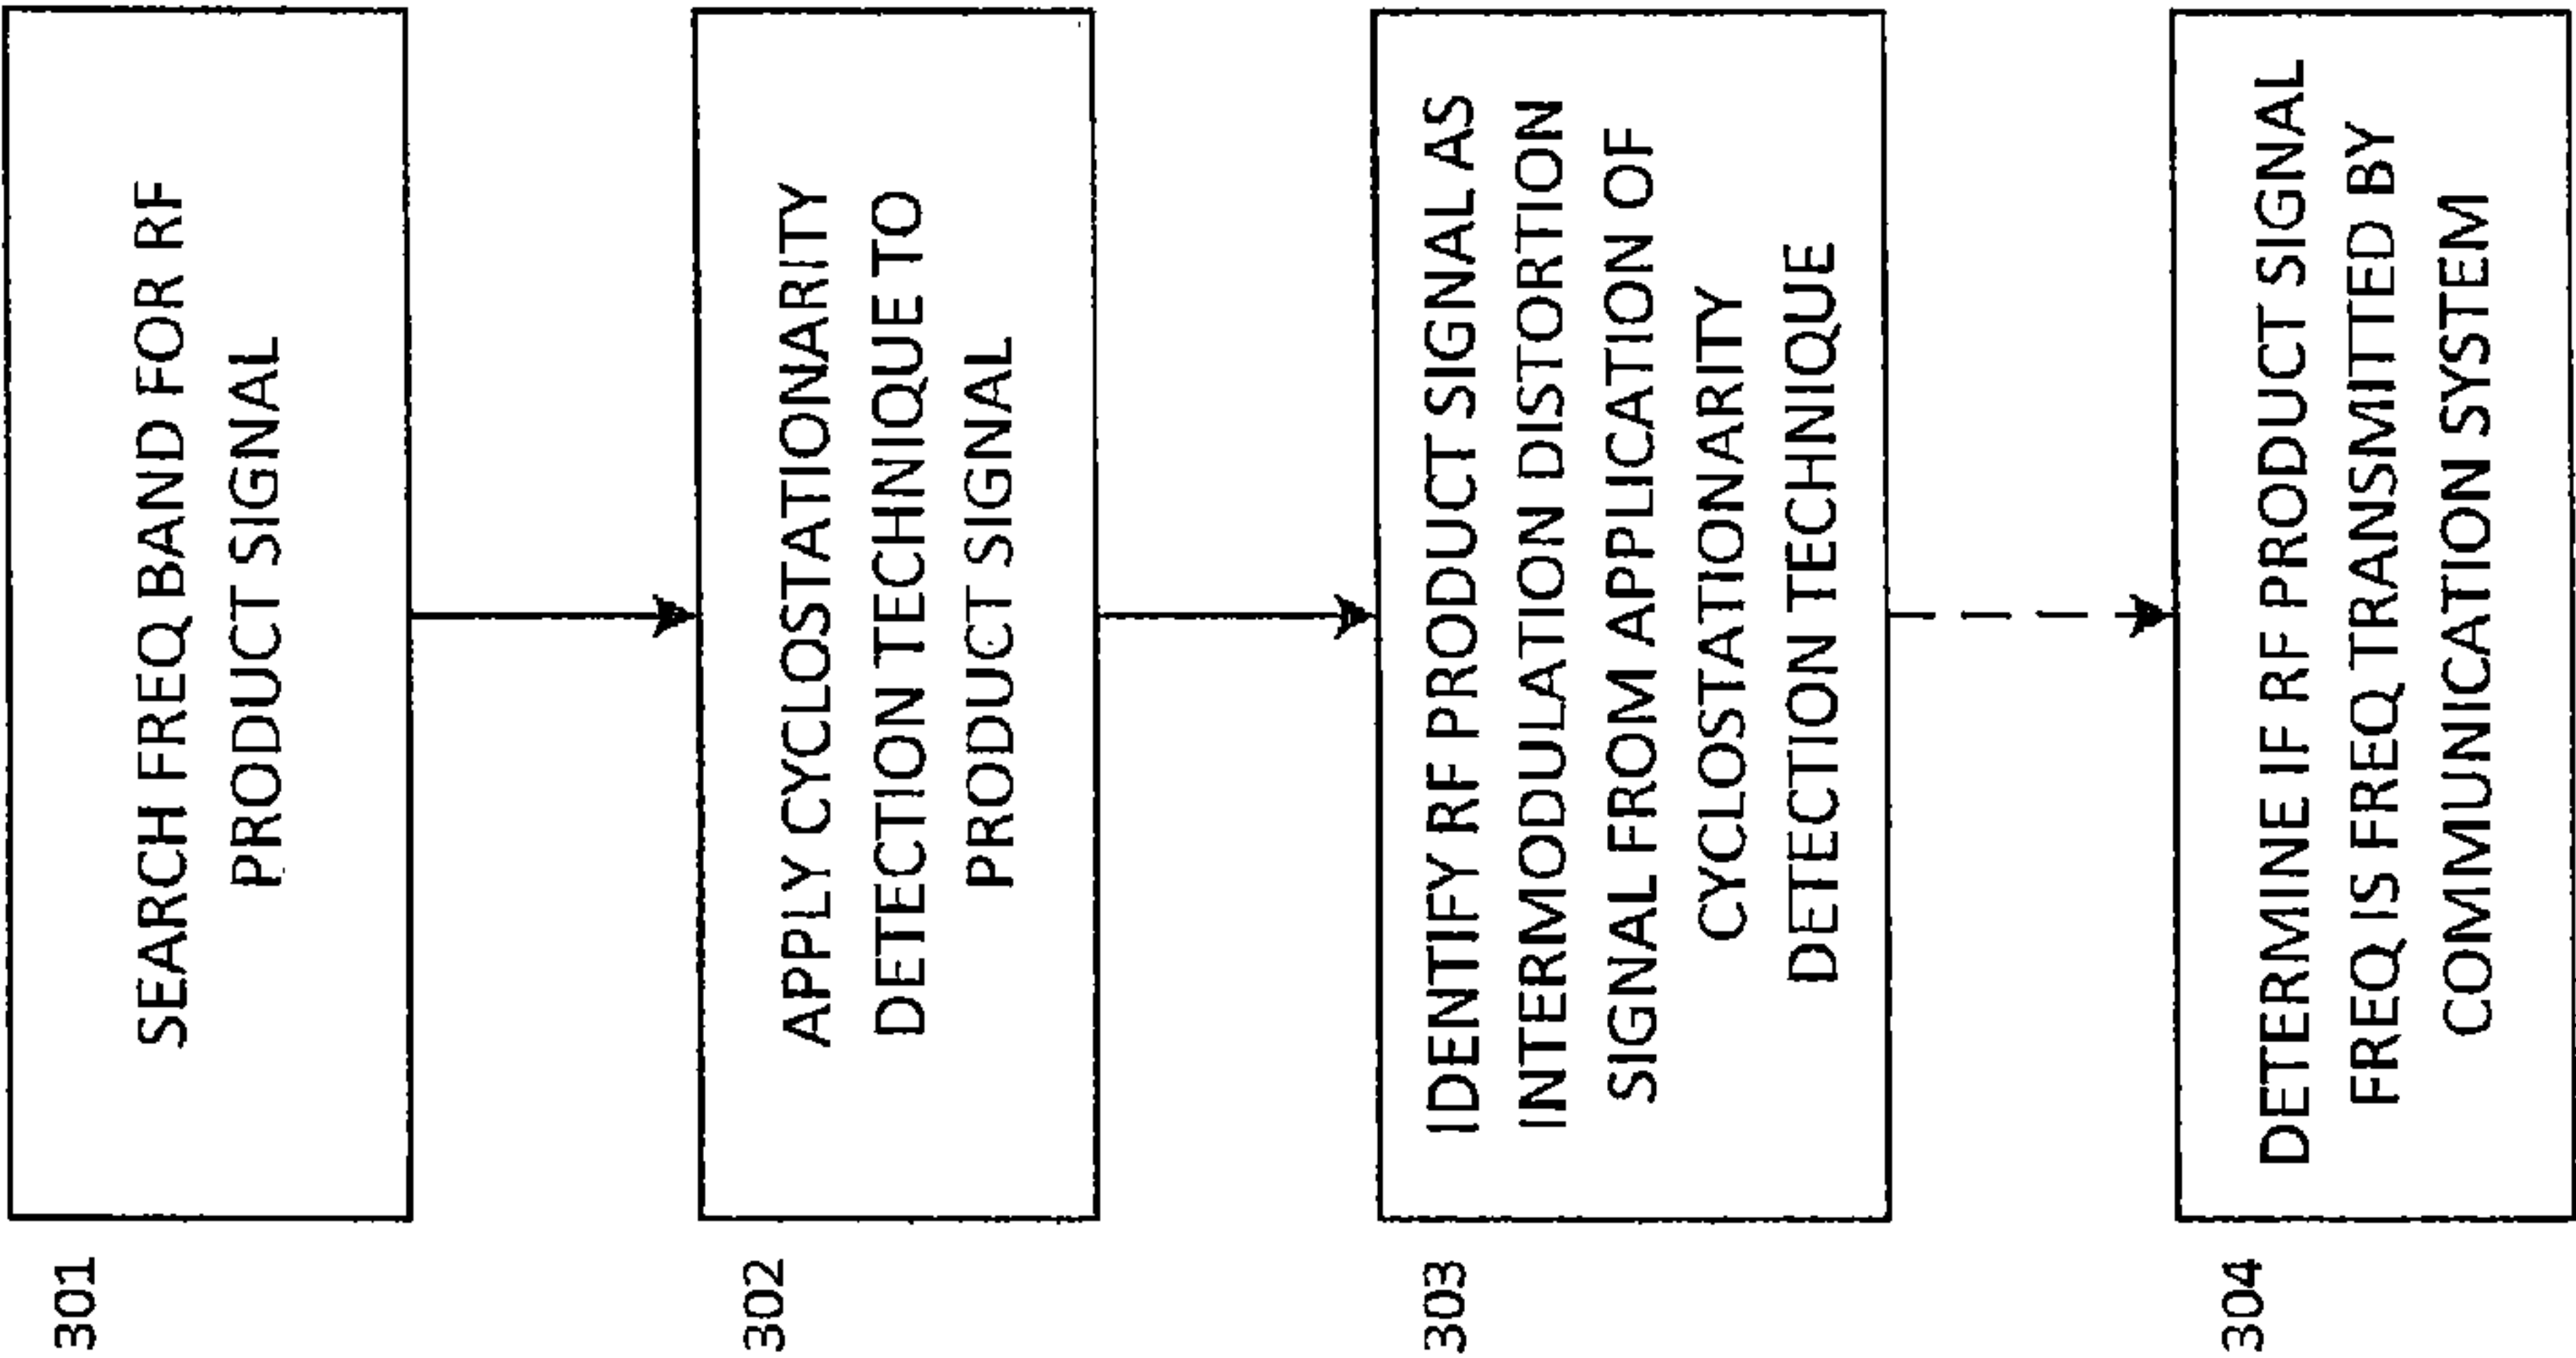 301
SEARCH FREQ BAND FOR RF
PRODUCT SIGNAL
302
APPLY CYCLOSTATIONARITY
DETECTION TECHNIQUE TO
PRODUCT SIGNAL
303
IDENTIFY RF PRODUCT SIGNAL AS
INTERMODULATION DISTORTION
SIGNAL FROM APPLICATION OF
CYCLOSTATIONARITY
DETECTION TECHNIQUE
304
DETERMINE IF RF PRODUCT SIGNAL
FREQ IS FREQ TRANSMITTED BY
COMMUNICATION SYSTEM